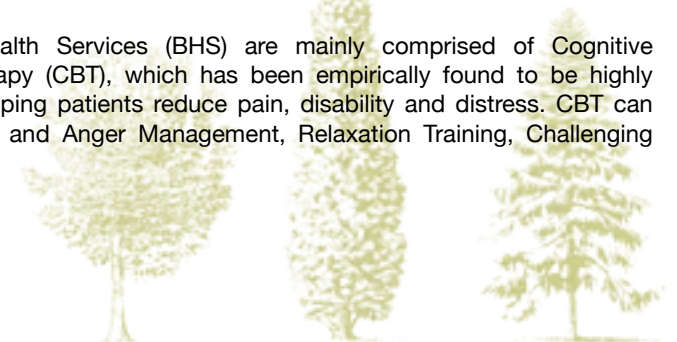 alth Services (BHS) are mainly comprised of Cognitive
apy (CBT), which has been empirically found to be highly
ping patients reduce pain, disability and distress. CBT can
and Anger Management, Relaxation Training, Challenging